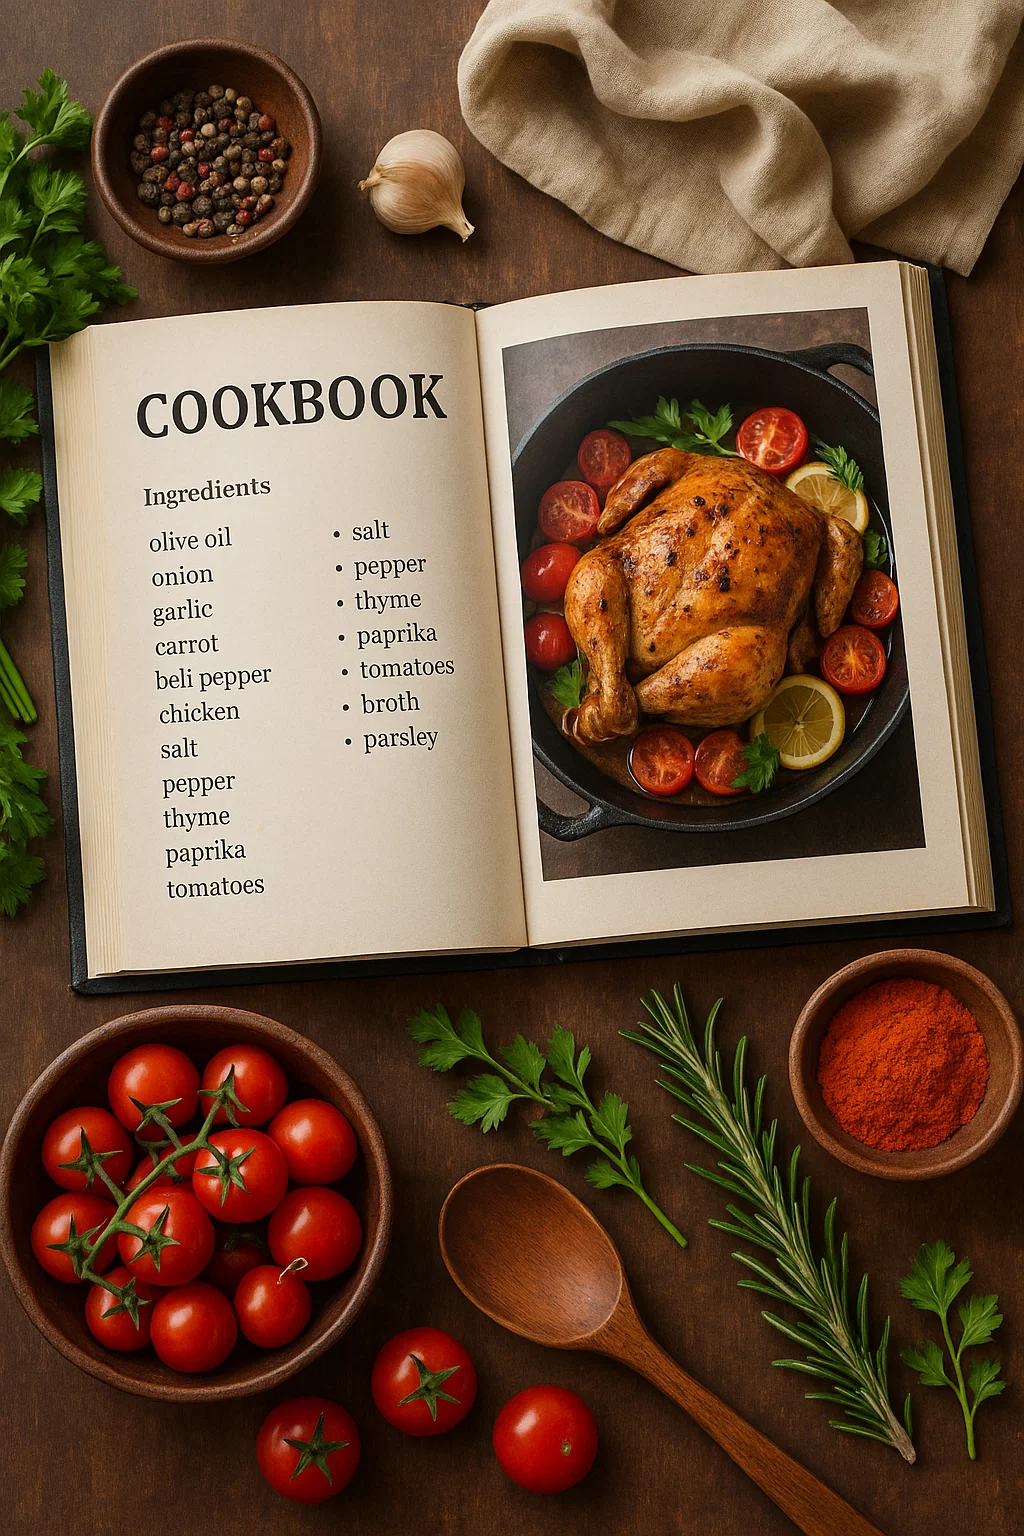 COOKBOOK
Ingredients
olive oil
onion
garlic
carrot
beli pepper
chicken
salt
pepper
thyme
paprika
tomatoes
• salt
• pepper
• thyme
• paprika
• tomatoes
• broth
• parsley